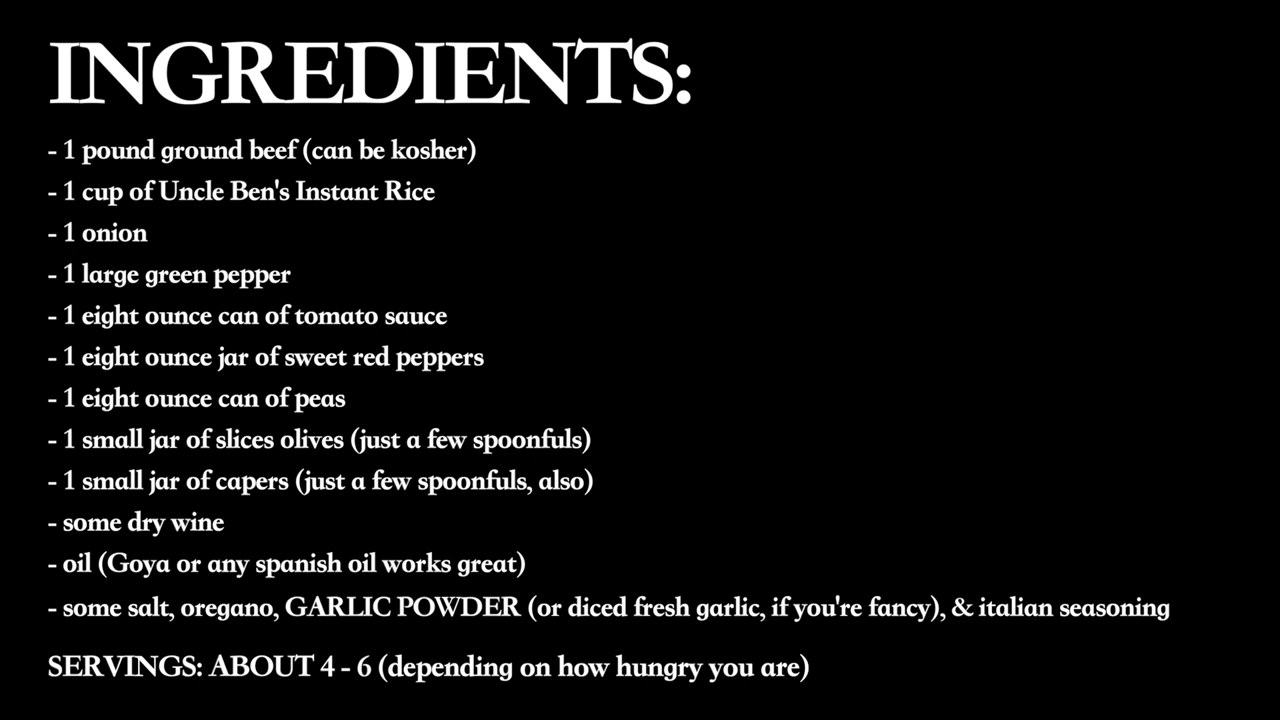 INGREDIENTS:
- 1 pound ground beef (can be kosher)
- 1 cup of Uncle Ben's Instant Rice
- 1 onion
- 1 large green pepper
- 1 eight ounce can of tomato sauce
- 1 eight ounce jar of sweet red peppers
- 1 eight ounce can of peas
- 1 small jar of slices olives (just a few spoonfuls)
- 1 small jar of capers (just a few spoonfuls, also)
- some dry wine
- oil (Goya or any spanish oil works great)
- some salt, oregano, GARLIC POWDER (or diced fresh garlic, if you're fancy), & italian seasoning
SERVINGS: ABOUT 4 - 6 (depending on how hungry you are)